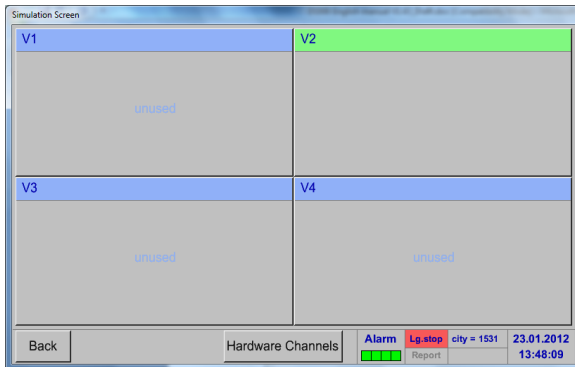 Simulation Screen
V1
V2
unused
V3
V4
unused
unused
Back
Hardware Channels
Alarm
Lg.stop
city = 1531
23.01.2012
Report
13:48:09